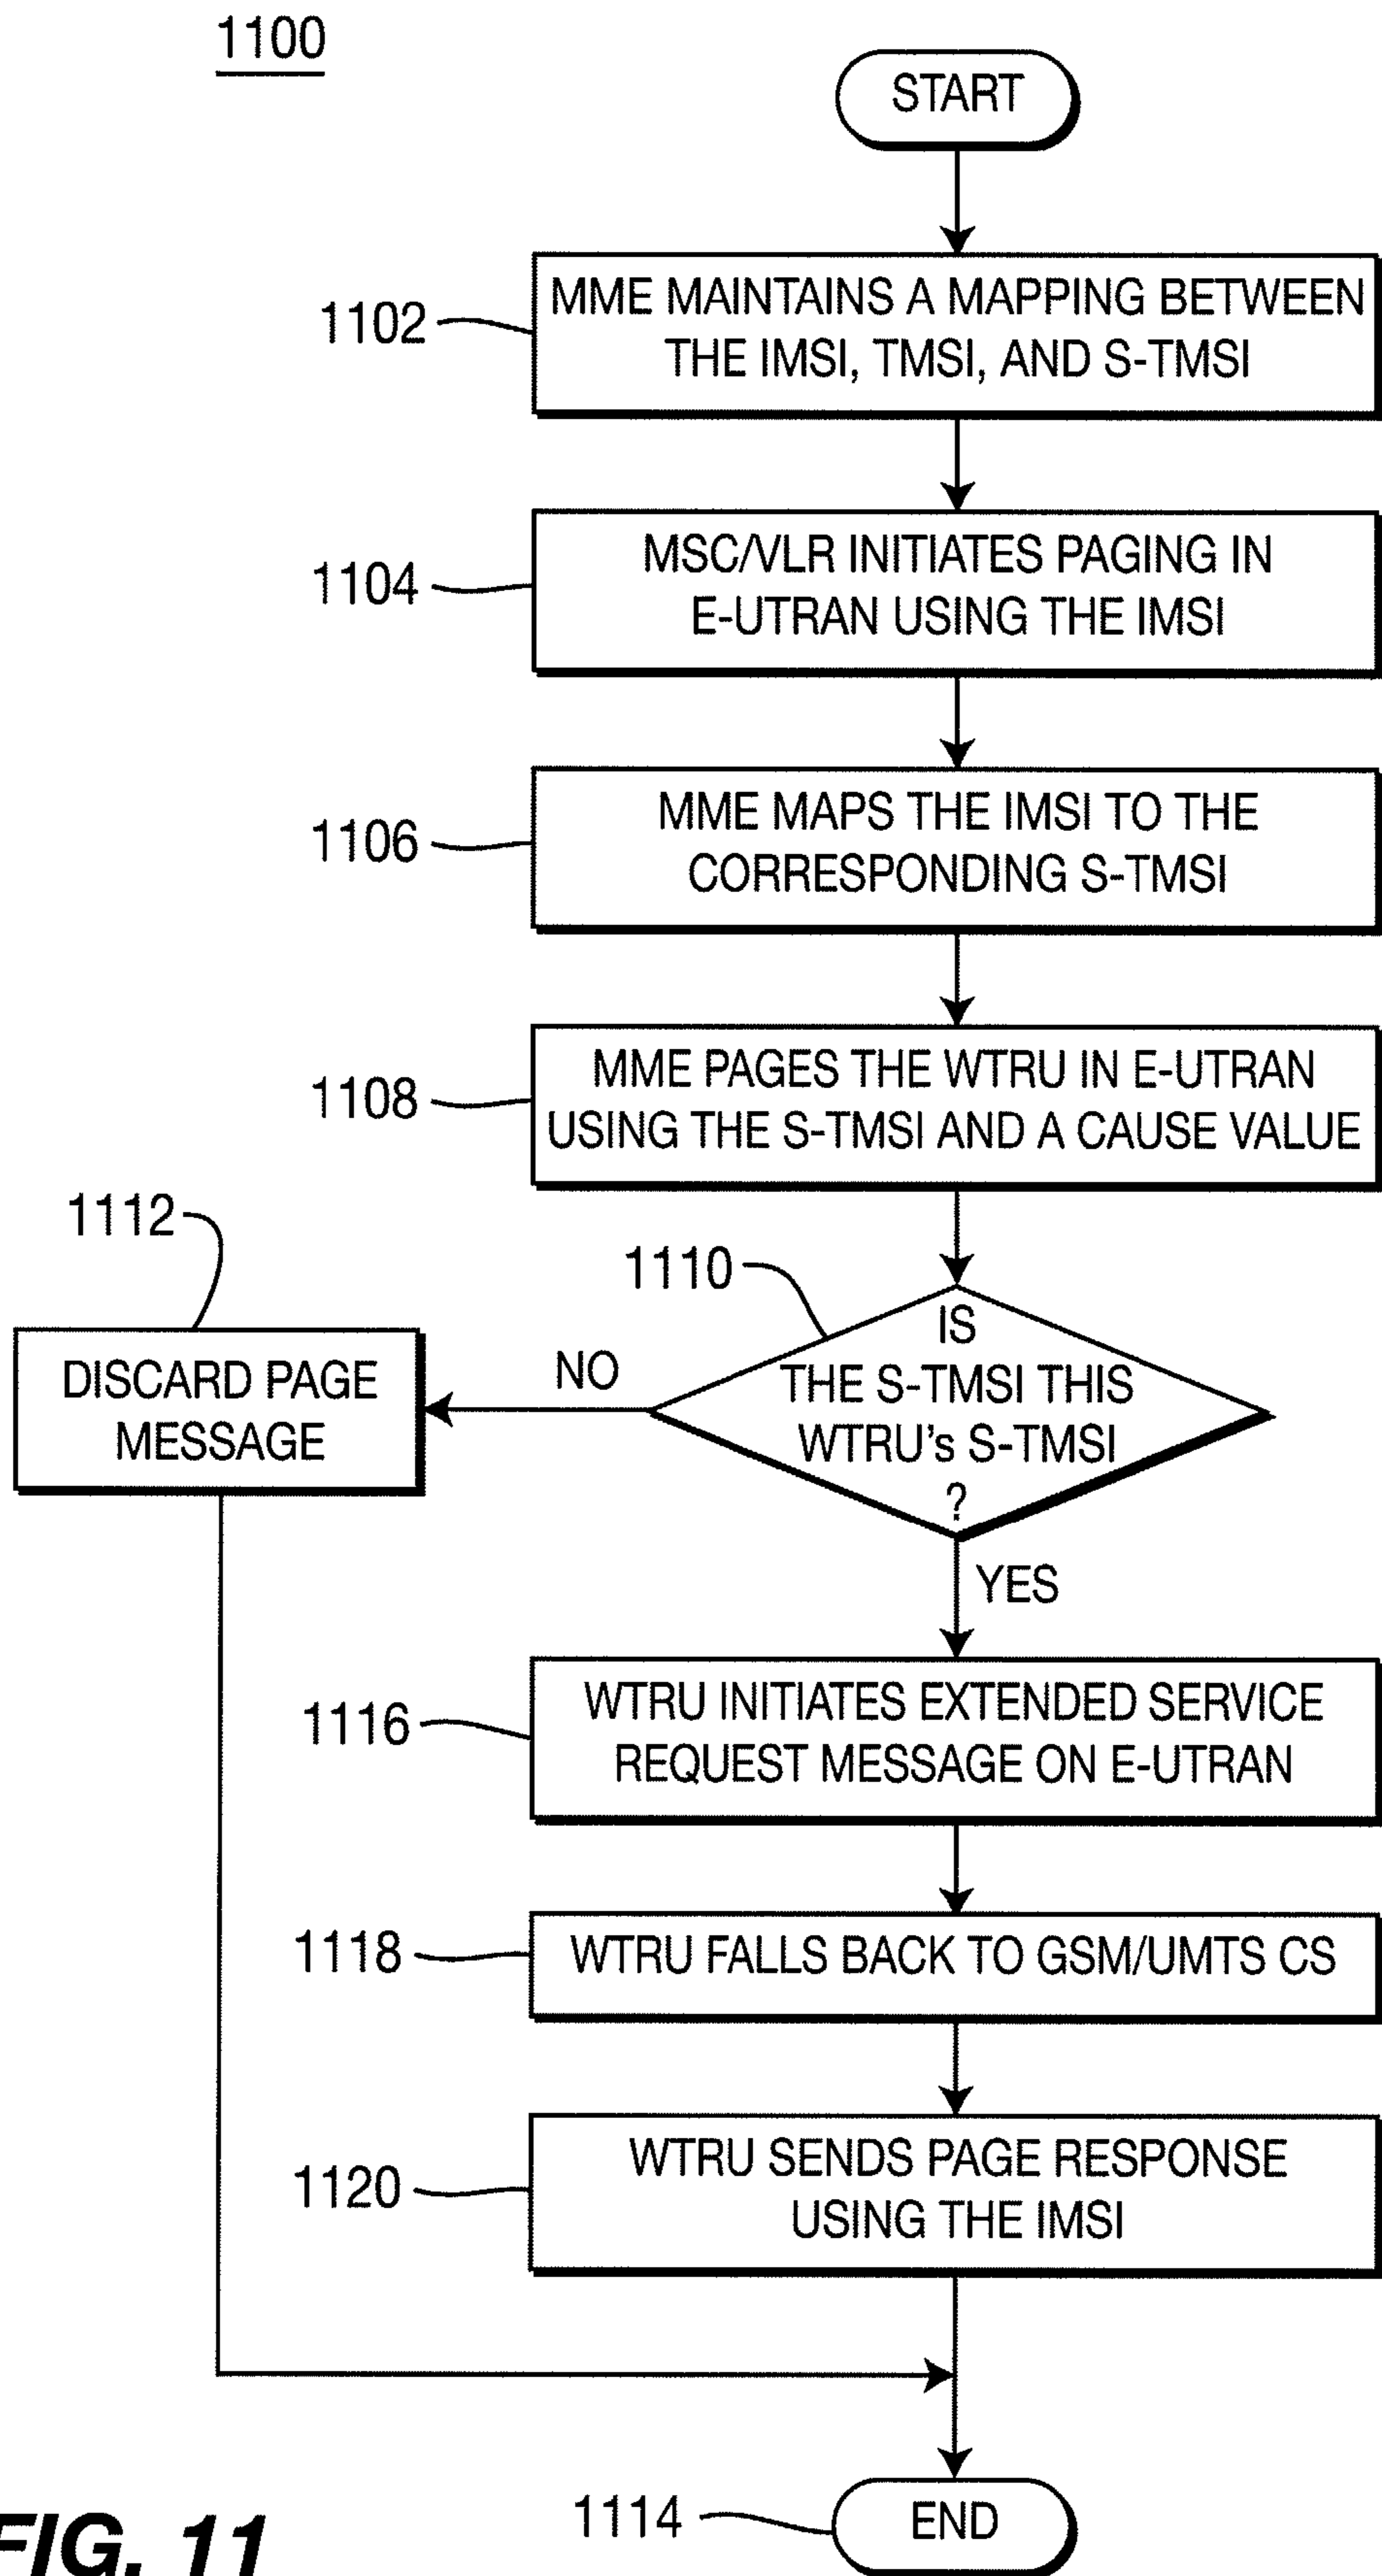 1100
START
1102
MME MAINTAINS A MAPPING BETWEEN
THE IMSI, TMSI, AND S-TMSI
1104
MSC/VLR INITIATES PAGING IN
E-UTRAN USING THE IMSI
1106
MME MAPS THE IMSI TO THE
CORRESPONDING S-TMSI
1108
MME PAGES THE WTRU IN E-UTRAN
USING THE S-TMSI AND A CAUSE VALUE
1112
DISCARD PAGE
MESSAGE
NO
1110
IS
THE S-TMSI THIS
WTRU's S-TMSI
?
YES
1116
WTRU INITIATES EXTENDED SERVICE
REQUEST MESSAGE ON E-UTRAN
1118
WTRU FALLS BACK TO GSM/UMTS CS
1120
WTRU SENDS PAGE RESPONSE
USING THE IMSI
1114
END
FIG. 11